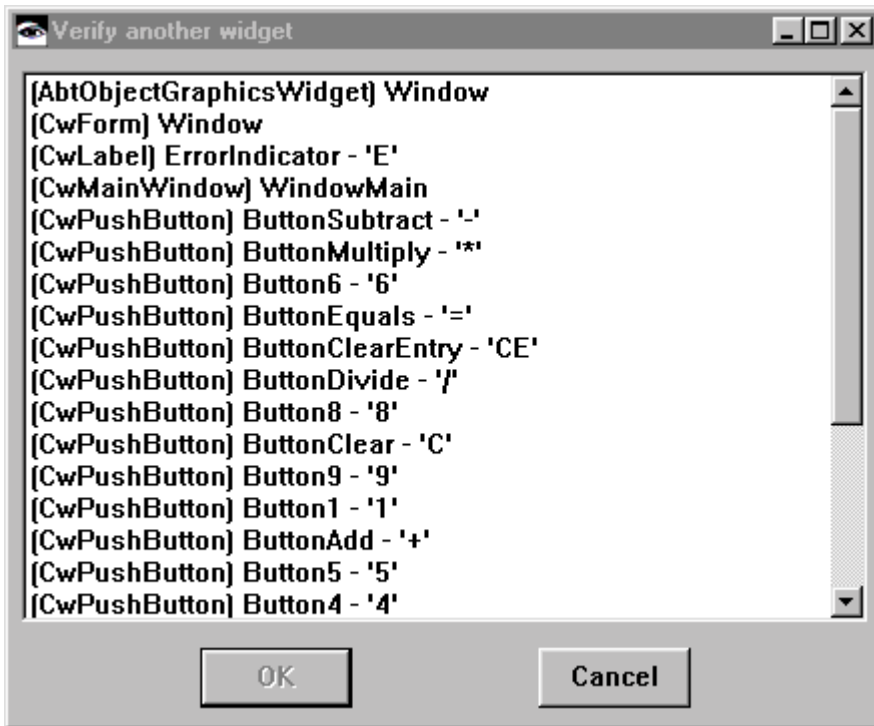 Verify another widget
(AbtObjectGraphicsWidget) Window
(CwForm) Window
(CwLabel) ErrorIndicator - 'E'
(CwMainWindow) WindowMain
(CwPushButton) ButtonSubtract - '-'
(CwPushButton) ButtonMultiply - '*'
(CwPushButton) Button6 - '6'
(CwPushButton) ButtonEquals - '='
(CwPushButton) ButtonClearEntry - 'CE'
(CwPushButton) ButtonDivide - '/'
(CwPushButton) Button8 - '8'
(CwPushButton) ButtonClear - 'C'
(CwPushButton) Button9 - '9'
(CwPushButton) Button1 - '1'
(CwPushButton) ButtonAdd - '+'
(CwPushButton) Button5 - '5'
(CwPushButton) Button4 - '4'
OK Cancel